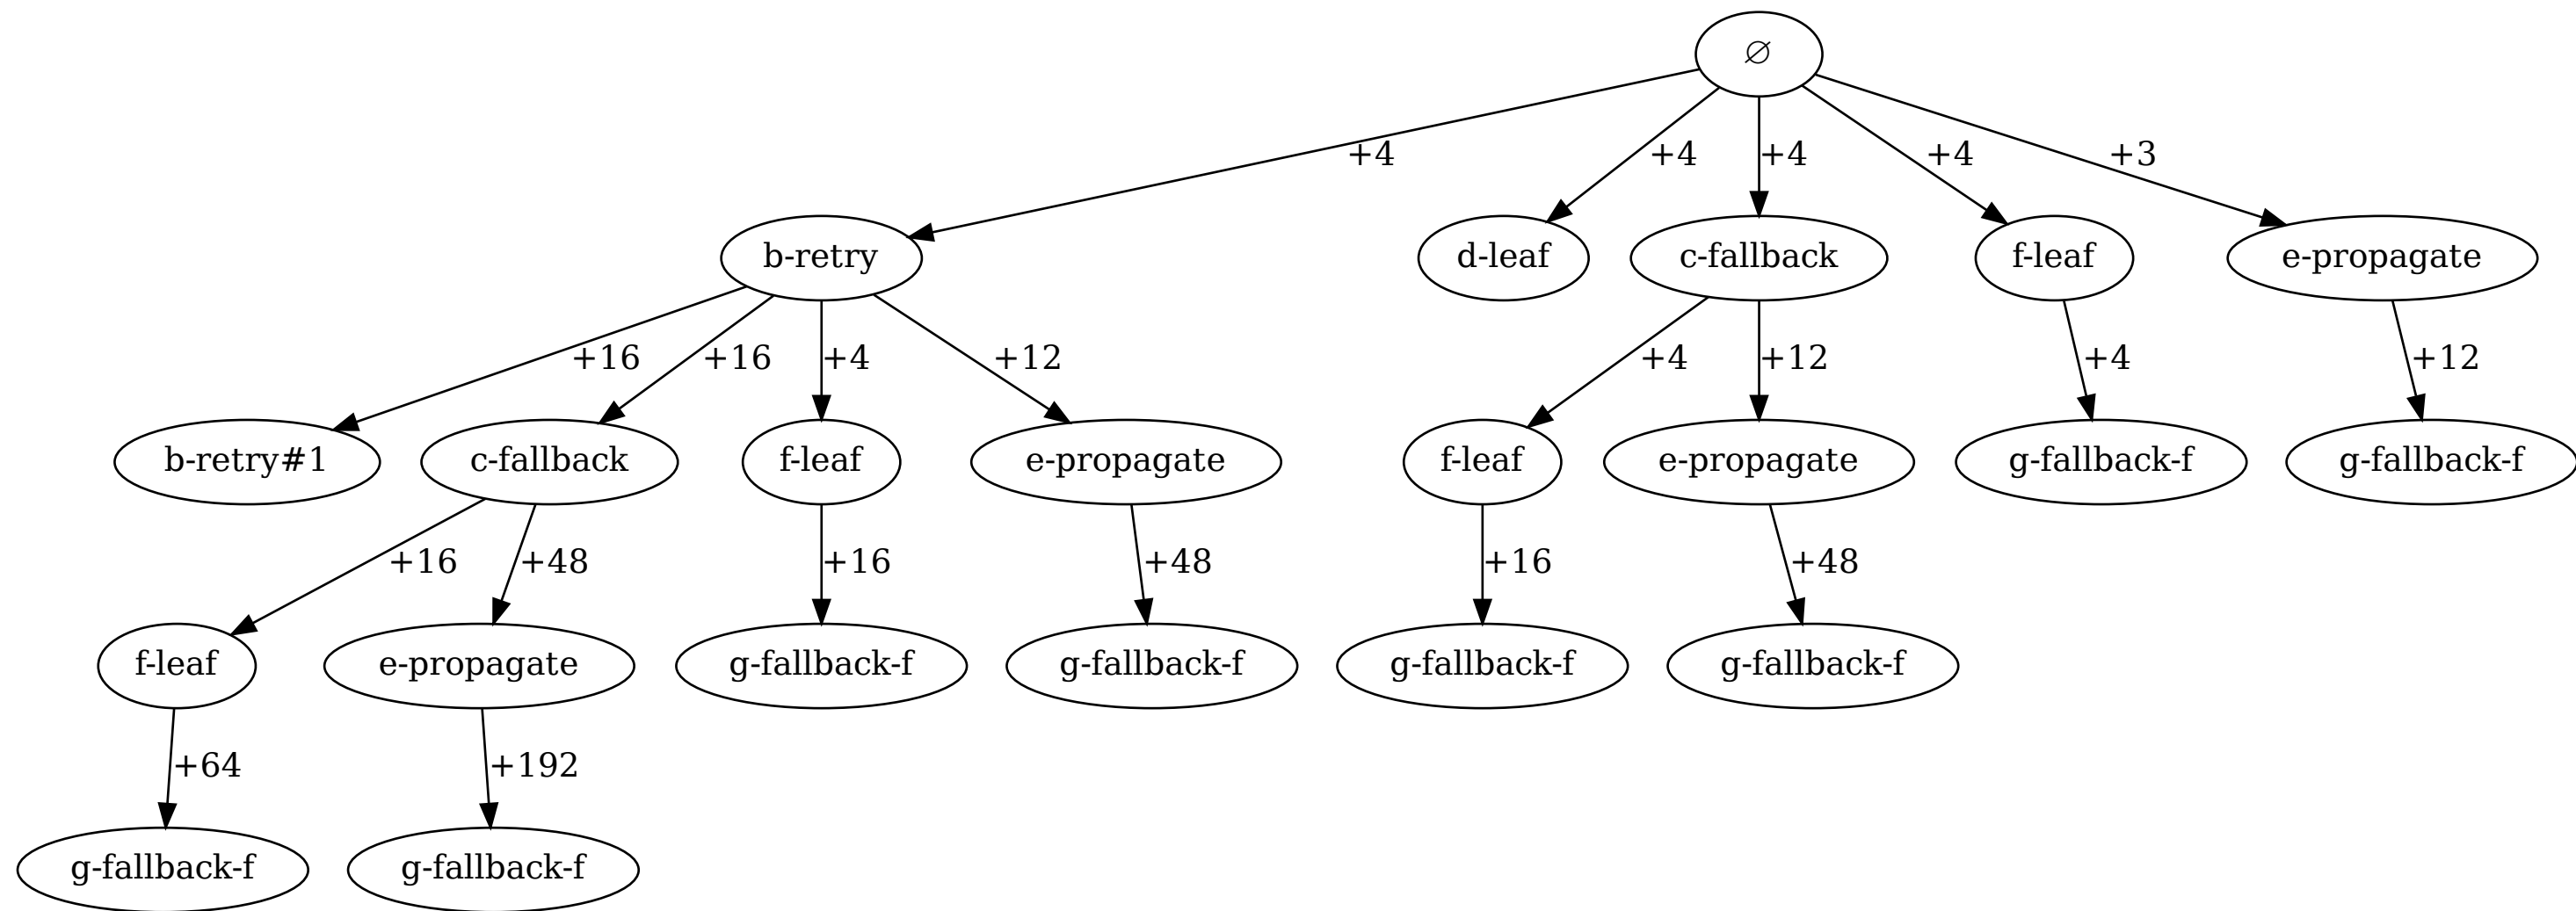 ∅
+4 +4 +4 +4 +3
b-retry d-leaf c-fallback f-leaf e-propagate
+16 +16 +4 +12 +4 +12 +4 +12
b-retry#1 c-fallback f-leaf e-propagate f-leaf e-propagate g-fallback-f g-fallback-f
+16 +48 +16 +48 +16 +48
f-leaf e-propagate g-fallback-f g-fallback-f g-fallback-f g-fallback-f
+64 +192
g-fallback-f g-fallback-f